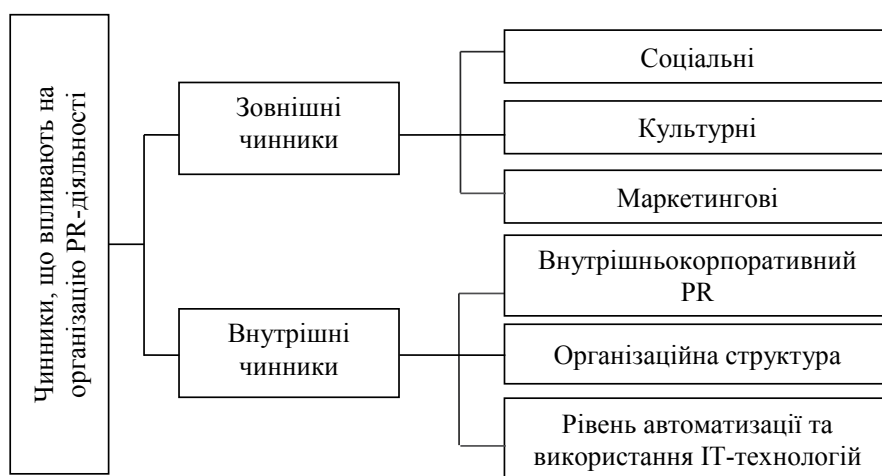 Чинники, що впливають на
організацію PR-діяльності
Зовнішні
чинники
Соціальні
Культурні
Маркетингові
Внутрішні
чинники
Внутрішньокорпоративний
PR
Організаційна структура
Рівень автоматизації та
використання ІТ-технологій